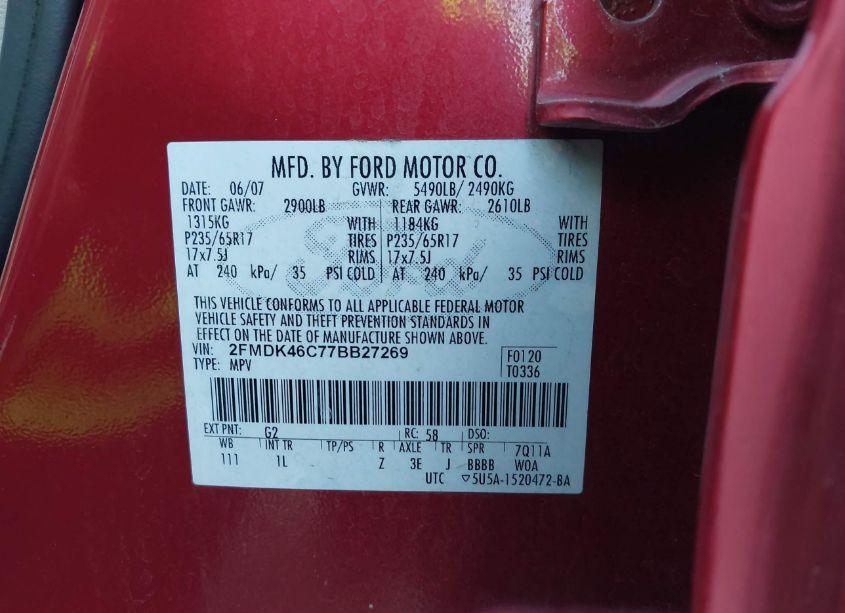 MFD. BY FORD MOTOR CO.
DATE: 06/07 GVWR: 5490LB/ 2490KG
FRONT GAWR: 2900LB REAR GAWR: 2610LB
1315KG WITH 1184KG WITH
P235/65R17 TIRES P235/65R17 TIRES
17x7.5J RIMS 17x7.5J RIMS
AT 240 kPa/ 35 PSI COLD AT 240 kPa/ 35 PSI COLD
Ford
THIS VEHICLE CONFORMS TO ALL APPLICABLE FEDERAL MOTOR
VEHICLE SAFETY AND THEFT PREVENTION STANDARDS IN
EFFECT ON THE DATE OF MANUFACTURE SHOWN ABOVE.
VIN: 2FMDK46C77BB27269 F0120
TYPE: MPV T0336
EXT PNT: G2 RC: 58 DSO:
WB INT TR TP/PS R AXLE TR SPR 7Q11A
111 1L Z 3E J BBBB WOA
UTC ▽5U5A-1520472-BA